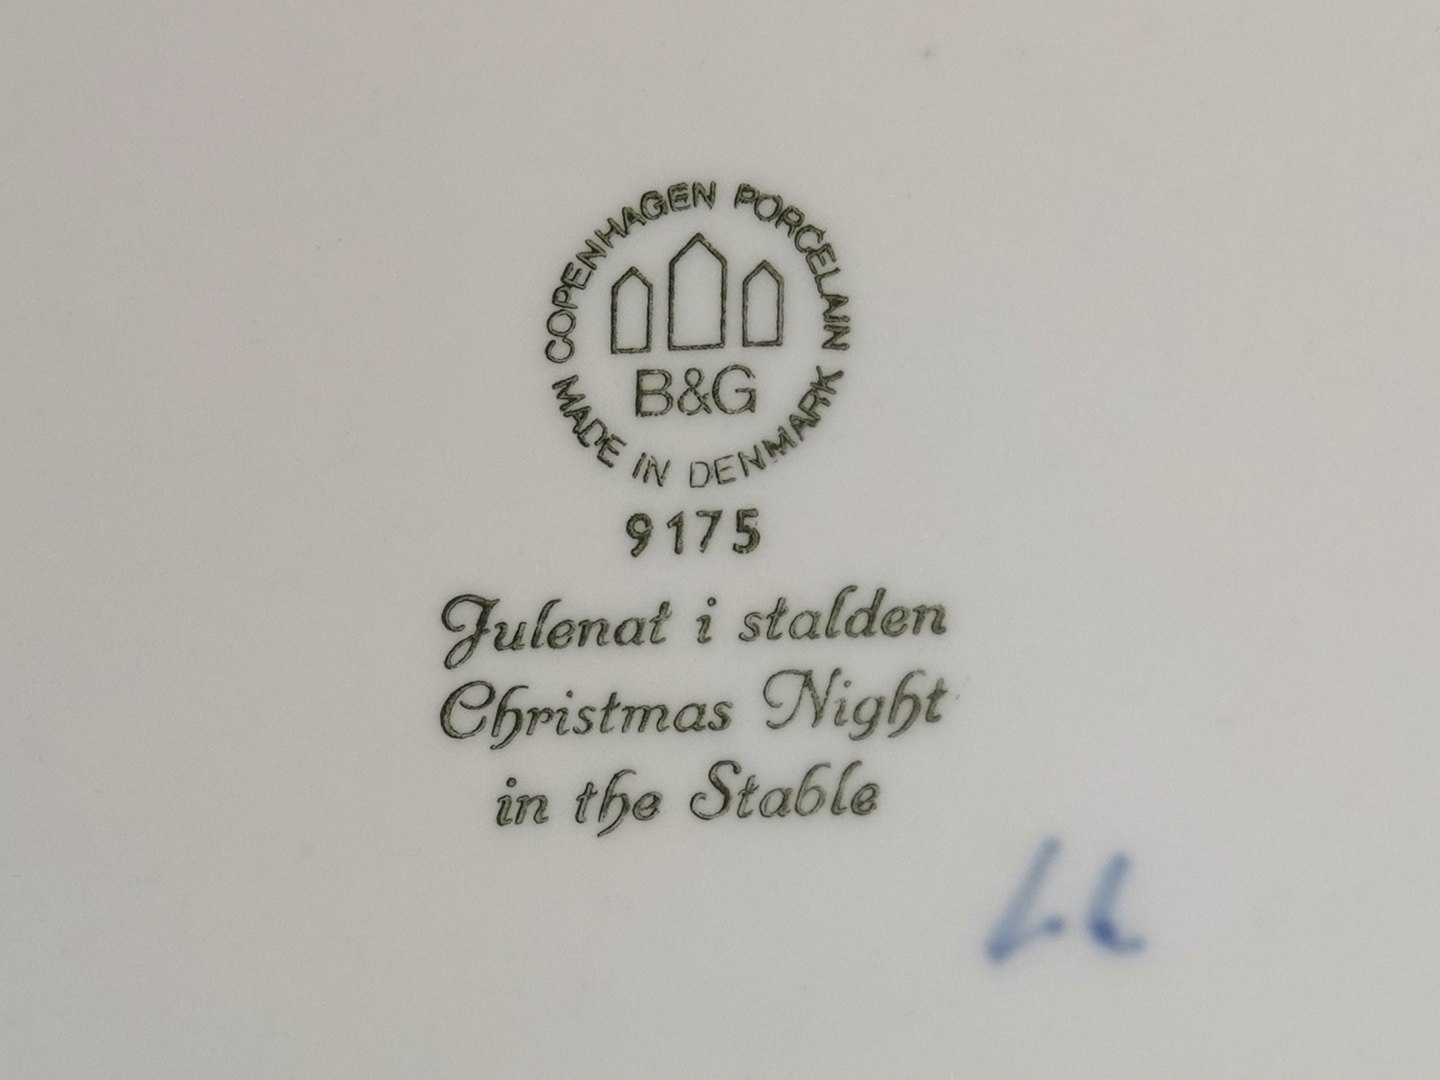 COPENHAGEN PORCELAIN
B&G
MADE IN DENMARK
9175
Julenat i stalden
Christmas Night
in the Stable